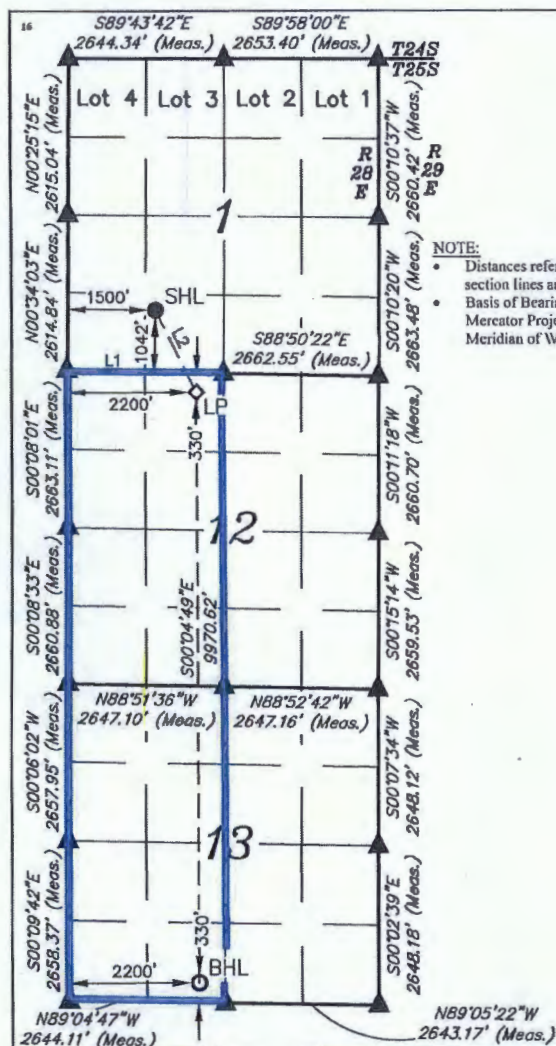 16
S89°43'42"E
2644.34' (Meas.)
S89°58'00"E
2653.40' (Meas.)
T24S
T25S
Lot 4
Lot 3
Lot 2
Lot 1
N00°25'15"E
2615.04' (Meas.)
R
28
E
R
29
E
S00°10'37"W
2660.42' (Meas.)
1
NOTE:
• Distances refer
section lines a
• Basis of Beari
Mercator Proj
Meridian of W
N00°34'03"E
2614.84' (Meas.)
1500'
SHL
1042'
L2
S00°10'20"W
2663.48' (Meas.)
L1
S88°50'22"E
2662.55' (Meas.)
2200'
LP
330'
S00°08'01"E
2663.11' (Meas.)
S00°11'18"W
2660.70' (Meas.)
12
S00°08'33"E
2660.88' (Meas.)
S00°04'49"E
9970.62'
S00°15'14"W
2659.53' (Meas.)
N88°51'36"W
2647.10' (Meas.)
N88°52'42"W
2647.16' (Meas.)
S00°06'02"W
2657.95' (Meas.)
S00°07'34"W
2648.12' (Meas.)
13
S00°09'42"E
2658.37' (Meas.)
330'
S00°02'39"E
2648.18' (Meas.)
2200'
BHL
N89°04'47"W
2644.11' (Meas.)
N89°05'22"W
2643.17' (Meas.)